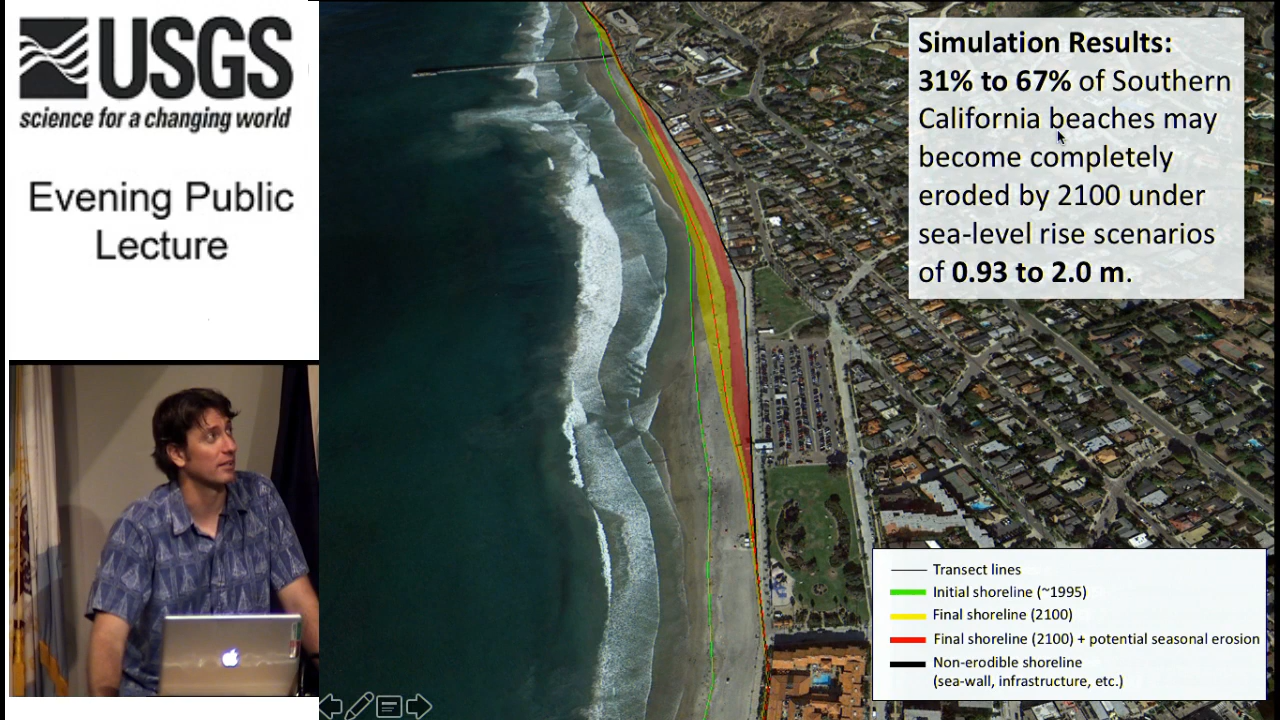 USGS
science for a changing world
Evening Public
Lecture
Simulation Results:
31% to 67% of Southern
California beaches may
become completely
eroded by 2100 under
sea-level rise scenarios
of 0.93 to 2.0 m.
Transect lines
Initial shoreline (~1995)
Final shoreline (2100)
Final shoreline (2100) + potential seasonal erosion
Non-erodible shoreline
(sea-wall, infrastructure, etc.)